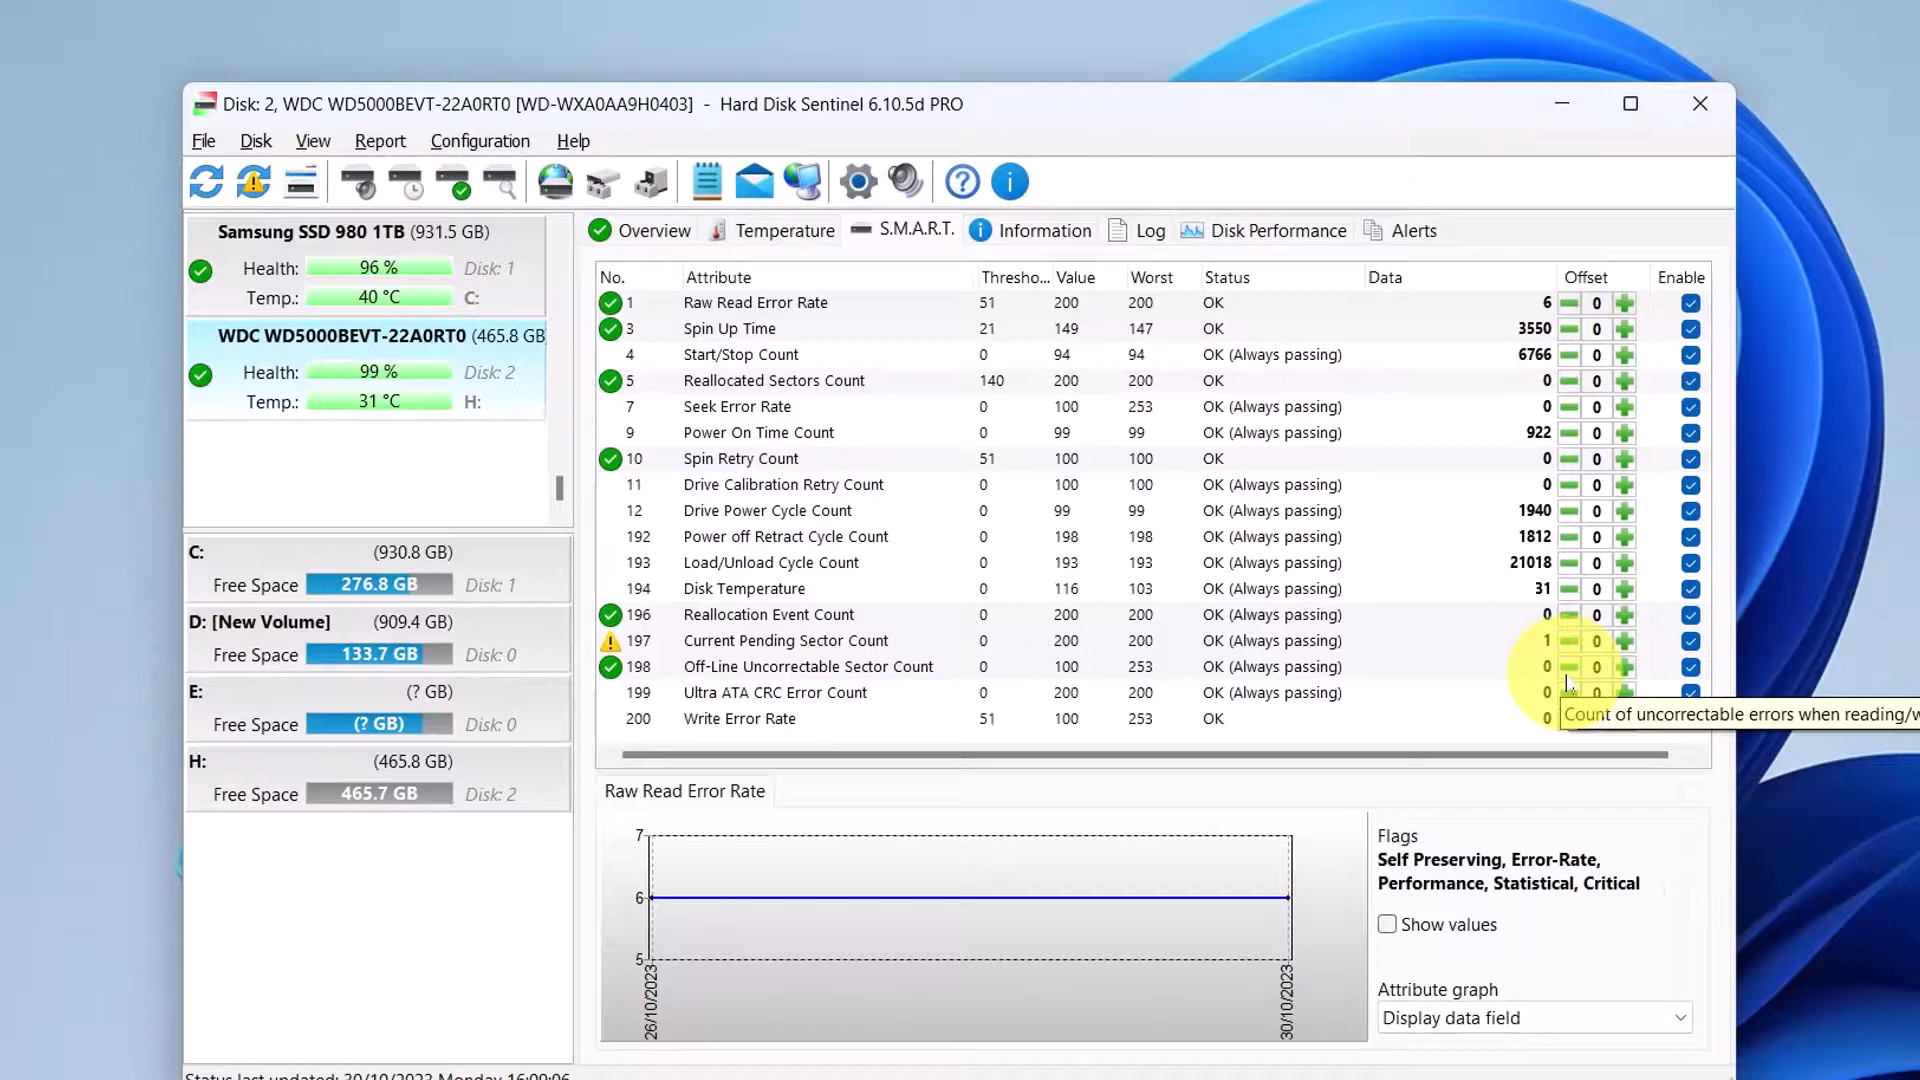 Disk: 2, WDC WD5000BEVT-22A0RT0 [WD-WXA0AA9H0403] - Hard Disk Sentinel 6.10.5d PRO
File Disk View Report Configuration Help
Samsung SSD 980 1TB (931.5 GB)
Health: 96 % Disk: 1
Temp.: 40 °C C:
WDC WD5000BEVT-22A0RT0 (465.8 GB
Health: 99 % Disk: 2
Temp.: 31 °C H:
C: (930.8 GB)
Free Space 276.8 GB Disk: 1
D: [New Volume] (909.4 GB)
Free Space 133.7 GB Disk: 0
E: (? GB)
Free Space (? GB) Disk: 0
H: (465.8 GB)
Free Space 465.7 GB Disk: 2
Overview Temperature S.M.A.R.T. Information Log Disk Performance Alerts
No. Attribute Thresho... Value Worst Status Data Offset Enable
1 Raw Read Error Rate 51 200 200 OK 6 0
3 Spin Up Time 21 149 147 OK 3550 0
4 Start/Stop Count 0 94 94 OK (Always passing) 6766 0
5 Reallocated Sectors Count 140 200 200 OK 0 0
7 Seek Error Rate 0 100 253 OK (Always passing) 0 0
9 Power On Time Count 0 99 99 OK (Always passing) 922 0
10 Spin Retry Count 51 100 100 OK 0 0
11 Drive Calibration Retry Count 0 100 100 OK (Always passing) 0 0
12 Drive Power Cycle Count 0 99 99 OK (Always passing) 1940 0
192 Power off Retract Cycle Count 0 198 198 OK (Always passing) 1812 0
193 Load/Unload Cycle Count 0 193 193 OK (Always passing) 21018 0
194 Disk Temperature 0 116 103 OK (Always passing) 31 0
196 Reallocation Event Count 0 200 200 OK (Always passing) 0 0
197 Current Pending Sector Count 0 200 200 OK (Always passing) 1 0
198 Off-Line Uncorrectable Sector Count 0 100 253 OK (Always passing) 0 0
199 Ultra ATA CRC Error Count 0 200 200 OK (Always passing) 0 0
200 Write Error Rate 51 100 253 OK 0
Count of uncorrectable errors when reading/w
Raw Read Error Rate
7
6
5
26/10/2023
30/10/2023
Flags
Self Preserving, Error-Rate,
Performance, Statistical, Critical
Show values
Attribute graph
Display data field
Status last updated: 30/10/2023 Monday 16:09:06